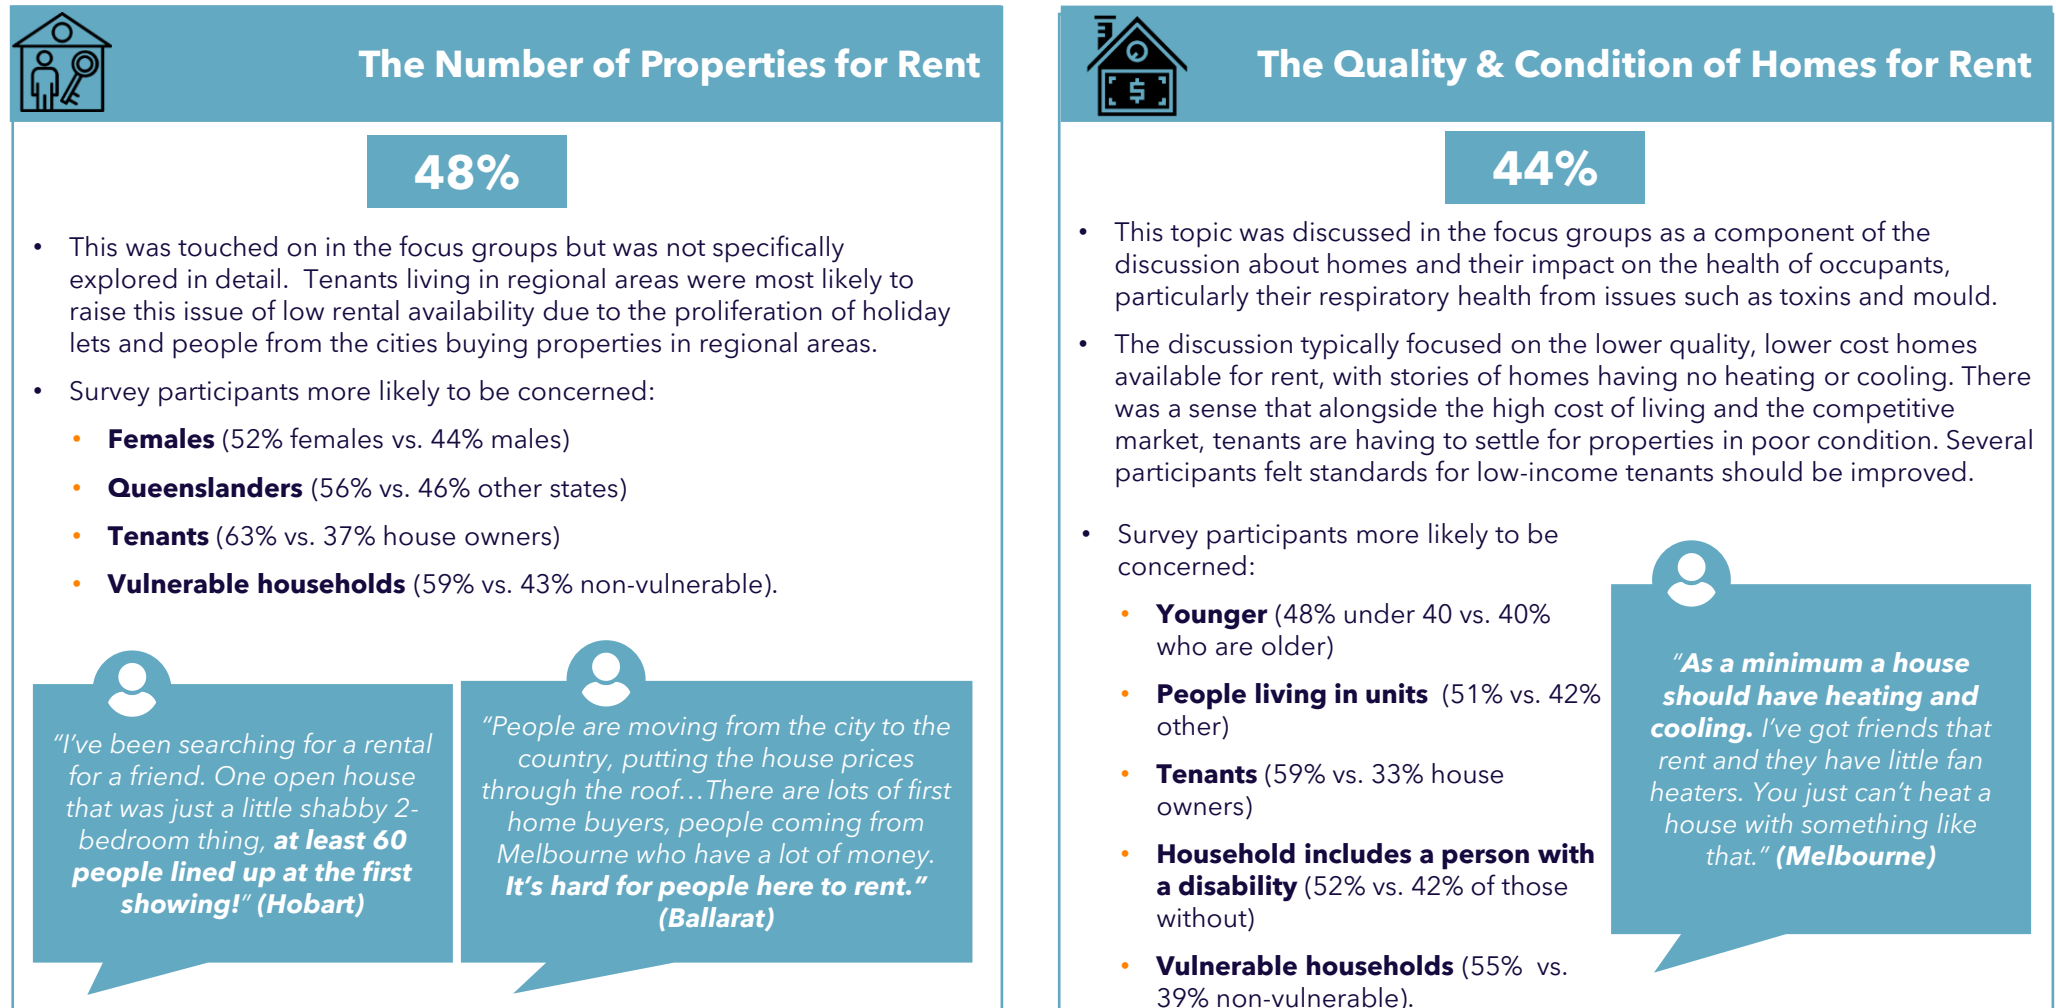 The Number of Properties for Rent
48%
• This was touched on in the focus groups but was not specifically
explored in detail.  Tenants living in regional areas were most likely to
raise this issue of low rental availability due to the proliferation of holiday
lets and people from the cities buying properties in regional areas.
• Survey participants more likely to be concerned:
• Females (52% females vs. 44% males)
• Queenslanders (56% vs. 46% other states)
• Tenants (63% vs. 37% house owners)
• Vulnerable households (59% vs. 43% non-vulnerable).
“I’ve been searching for a rental
for a friend. One open house
that was just a little shabby 2-
bedroom thing, at least 60
people lined up at the first
showing!” (Hobart)
“People are moving from the city to the
country, putting the house prices
through the roof…There are lots of first
home buyers, people coming from
Melbourne who have a lot of money.
It’s hard for people here to rent.”
(Ballarat)
$
The Quality & Condition of Homes for Rent
44%
• This topic was discussed in the focus groups as a component of the
discussion about homes and their impact on the health of occupants,
particularly their respiratory health from issues such as toxins and mould.
• The discussion typically focused on the lower quality, lower cost homes
available for rent, with stories of homes having no heating or cooling. There
was a sense that alongside the high cost of living and the competitive
market, tenants are having to settle for properties in poor condition. Several
participants felt standards for low-income tenants should be improved.
• Survey participants more likely to be
concerned:
• Younger (48% under 40 vs. 40%
who are older)
• People living in units  (51% vs. 42%
other)
• Tenants (59% vs. 33% house
owners)
• Household includes a person with
a disability (52% vs. 42% of those
without)
• Vulnerable households (55%  vs.
39% non-vulnerable).
“As a minimum a house
should have heating and
cooling. I’ve got friends that
rent and they have little fan
heaters. You just can’t heat a
house with something like
that.” (Melbourne)